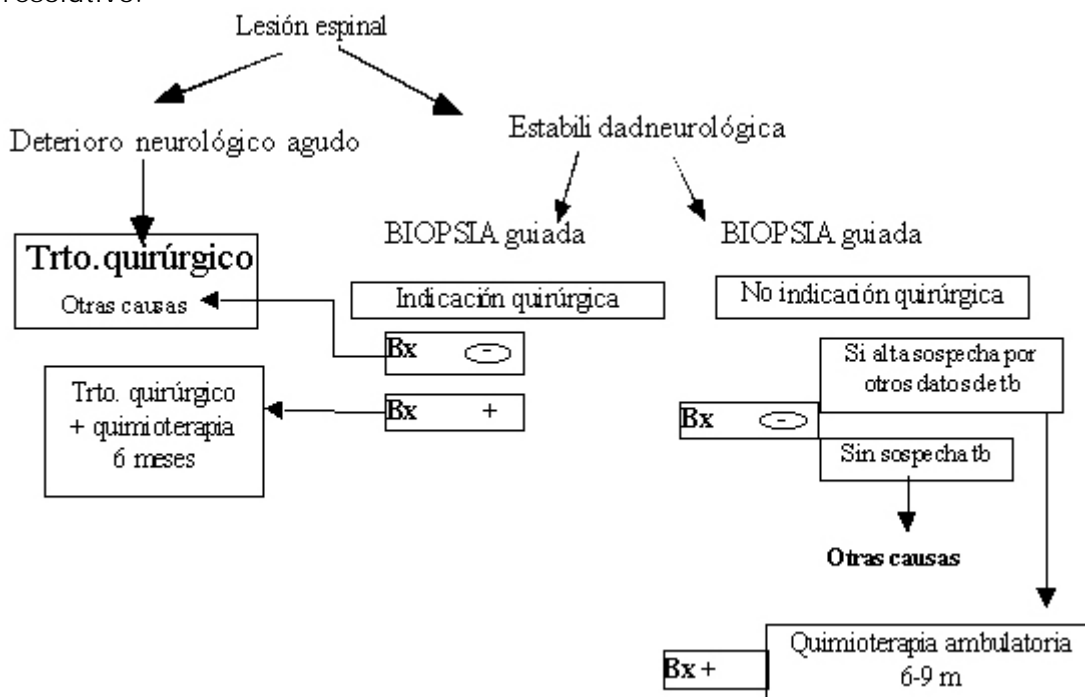 resolutivo.
Lesión espinal
Deterioro neurológico agudo
Estabili dadneurológica
Trto. quirúrgico
Otras causas
BIOPSIA guiada
BIOPSIA guiada
Indicación quirúrgica
No indicación quirúrgica
Bx -
Bx +
Trto. quirúrgico
+ quimioterapia
6 meses
Si alta sospecha por
otros datos de tb
Bx -
Sin sospecha tb
Otras causas
Quimioterapia ambulatoria
6-9 m
Bx +